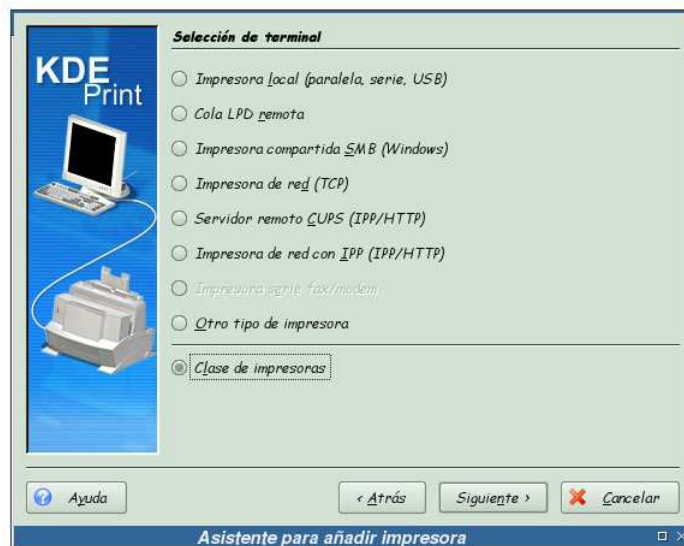 Selección de terminal
KDE
Print
Impresora local (paralela, serie, USB)
Cola LPD remota
Impresora compartida SMB (Windows)
Impresora de red (TCP)
Servidor remoto CUPS (IPP/HTTP)
Impresora de red con IPP (IPP/HTTP)
Impresora serie fax/modem
Otro tipo de impresora
Clase de impresoras
Ayuda
‹ Atrás
Siguiente ›
Cancelar
Asistente para añadir impresora